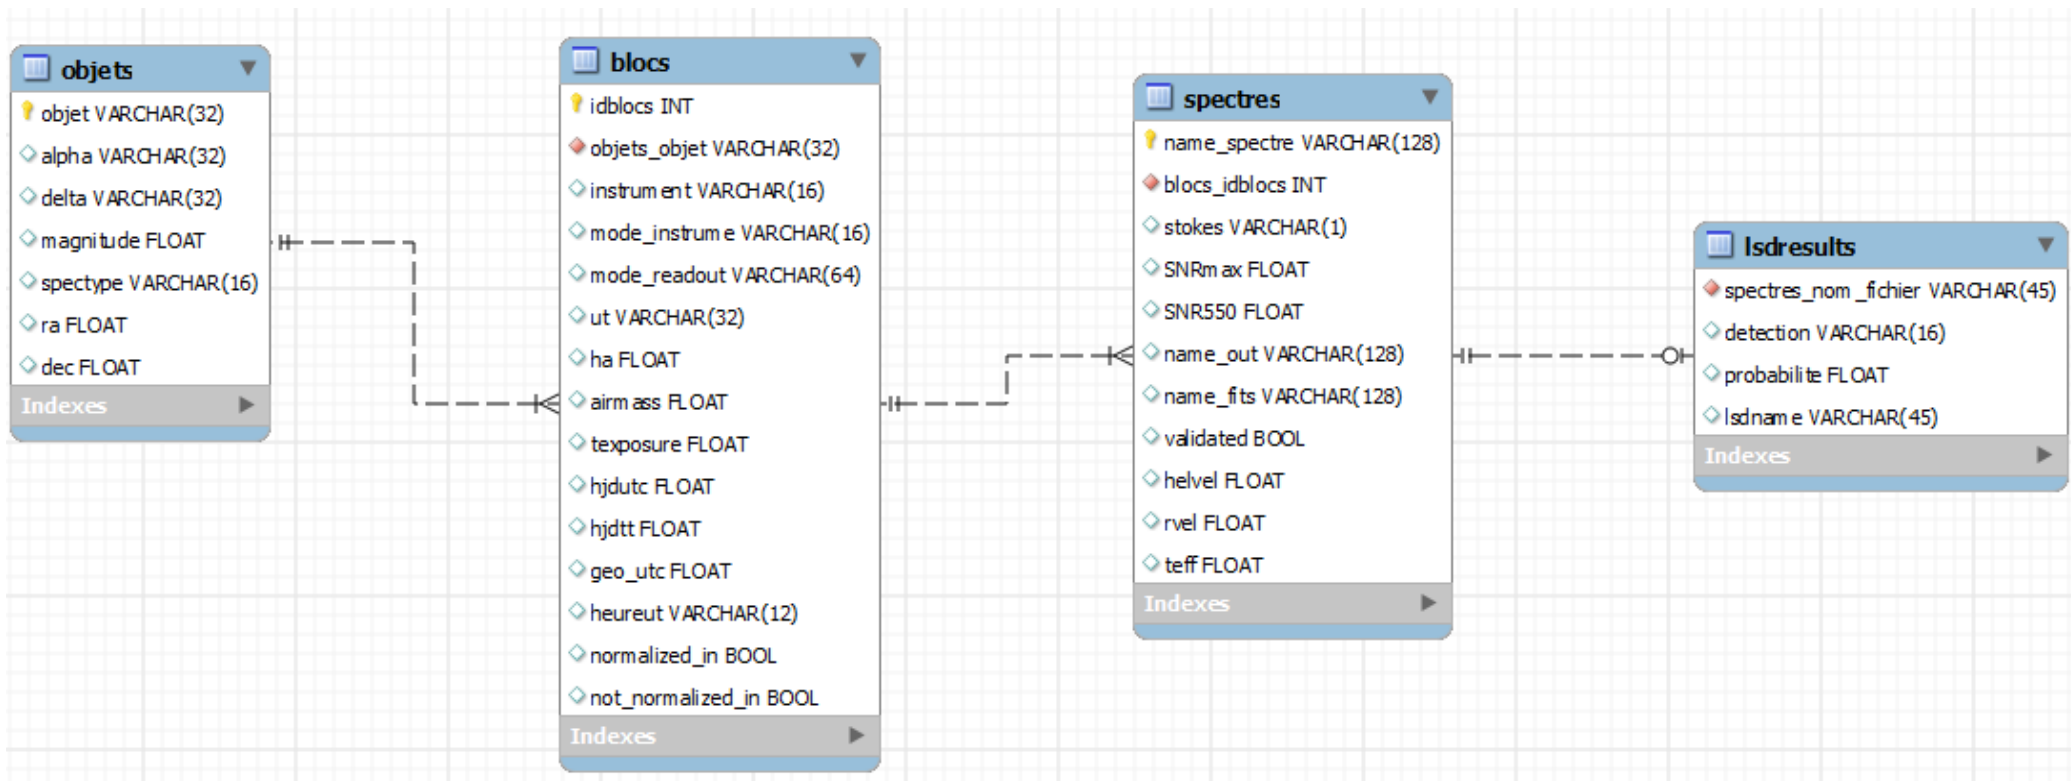 objets
objet VARCHAR(32)
alpha VARCHAR(32)
delta VARCHAR(32)
magnitude FLOAT
spectype VARCHAR(16)
ra FLOAT
dec FLOAT
Indexes
blocs
idblocs INT
objets_objet VARCHAR(32)
instrument VARCHAR(16)
mode_instrume VARCHAR(16)
mode_readout VARCHAR(64)
ut VARCHAR(32)
ha FLOAT
airmass FLOAT
texposure FLOAT
hjdutc FLOAT
hjdtt FLOAT
geo_utc FLOAT
heureut VARCHAR(12)
normalized_in BOOL
not_normalized_in BOOL
Indexes
spectres
name_spectre VARCHAR(128)
blocs_idblocs INT
stokes VARCHAR(1)
SNRmax FLOAT
SNR550 FLOAT
name_out VARCHAR(128)
name_fits VARCHAR(128)
validated BOOL
helvel FLOAT
rvel FLOAT
teff FLOAT
Indexes
lsdresults
spectres_nom_fichier VARCHAR(45)
detection VARCHAR(16)
probabilite FLOAT
lsdname VARCHAR(45)
Indexes